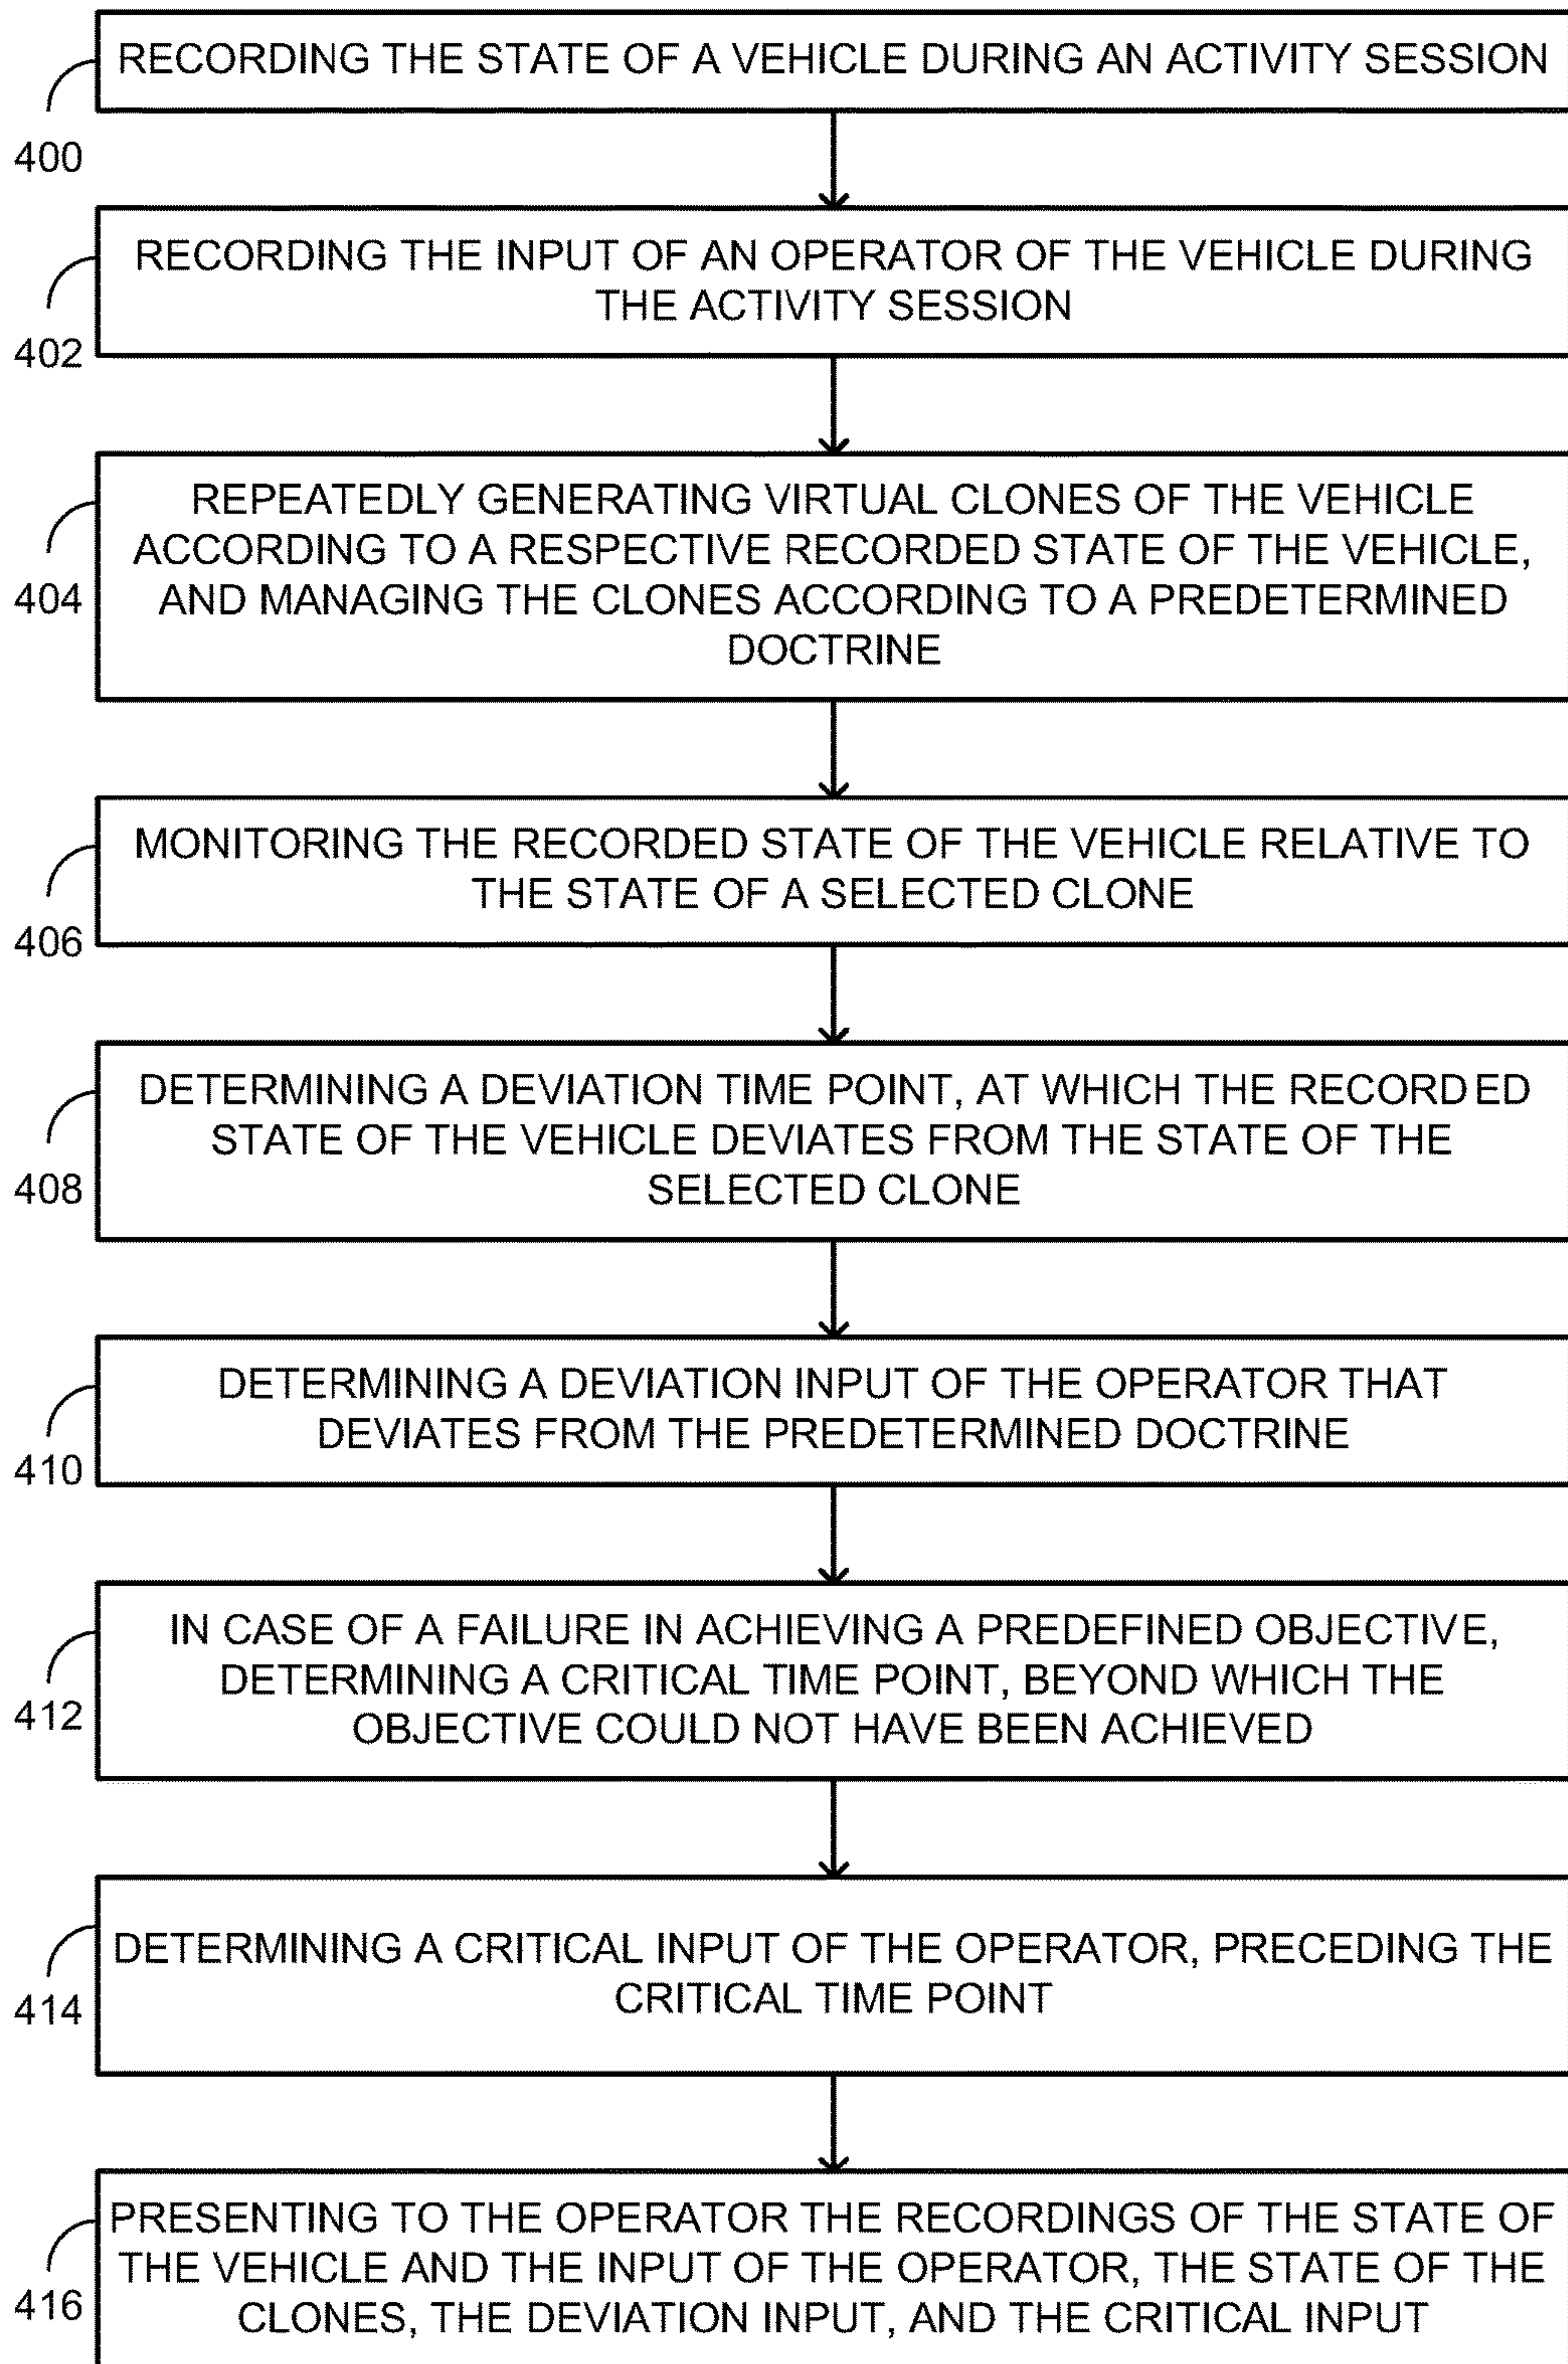 RECORDING THE STATE OF A VEHICLE DURING AN ACTIVITY SESSION
400
RECORDING THE INPUT OF AN OPERATOR OF THE VEHICLE DURING
THE ACTIVITY SESSION
402
REPEATEDLY GENERATING VIRTUAL CLONES OF THE VEHICLE
ACCORDING TO A RESPECTIVE RECORDED STATE OF THE VEHICLE,
AND MANAGING THE CLONES ACCORDING TO A PREDETERMINED
DOCTRINE
404
MONITORING THE RECORDED STATE OF THE VEHICLE RELATIVE TO
THE STATE OF A SELECTED CLONE
406
DETERMINING A DEVIATION TIME POINT, AT WHICH THE RECORDED
STATE OF THE VEHICLE DEVIATES FROM THE STATE OF THE
SELECTED CLONE
408
DETERMINING A DEVIATION INPUT OF THE OPERATOR THAT
DEVIATES FROM THE PREDETERMINED DOCTRINE
410
IN CASE OF A FAILURE IN ACHIEVING A PREDEFINED OBJECTIVE,
DETERMINING A CRITICAL TIME POINT, BEYOND WHICH THE
OBJECTIVE COULD NOT HAVE BEEN ACHIEVED
412
DETERMINING A CRITICAL INPUT OF THE OPERATOR, PRECEDING THE
CRITICAL TIME POINT
414
PRESENTING TO THE OPERATOR THE RECORDINGS OF THE STATE OF
THE VEHICLE AND THE INPUT OF THE OPERATOR, THE STATE OF THE
CLONES, THE DEVIATION INPUT, AND THE CRITICAL INPUT
416